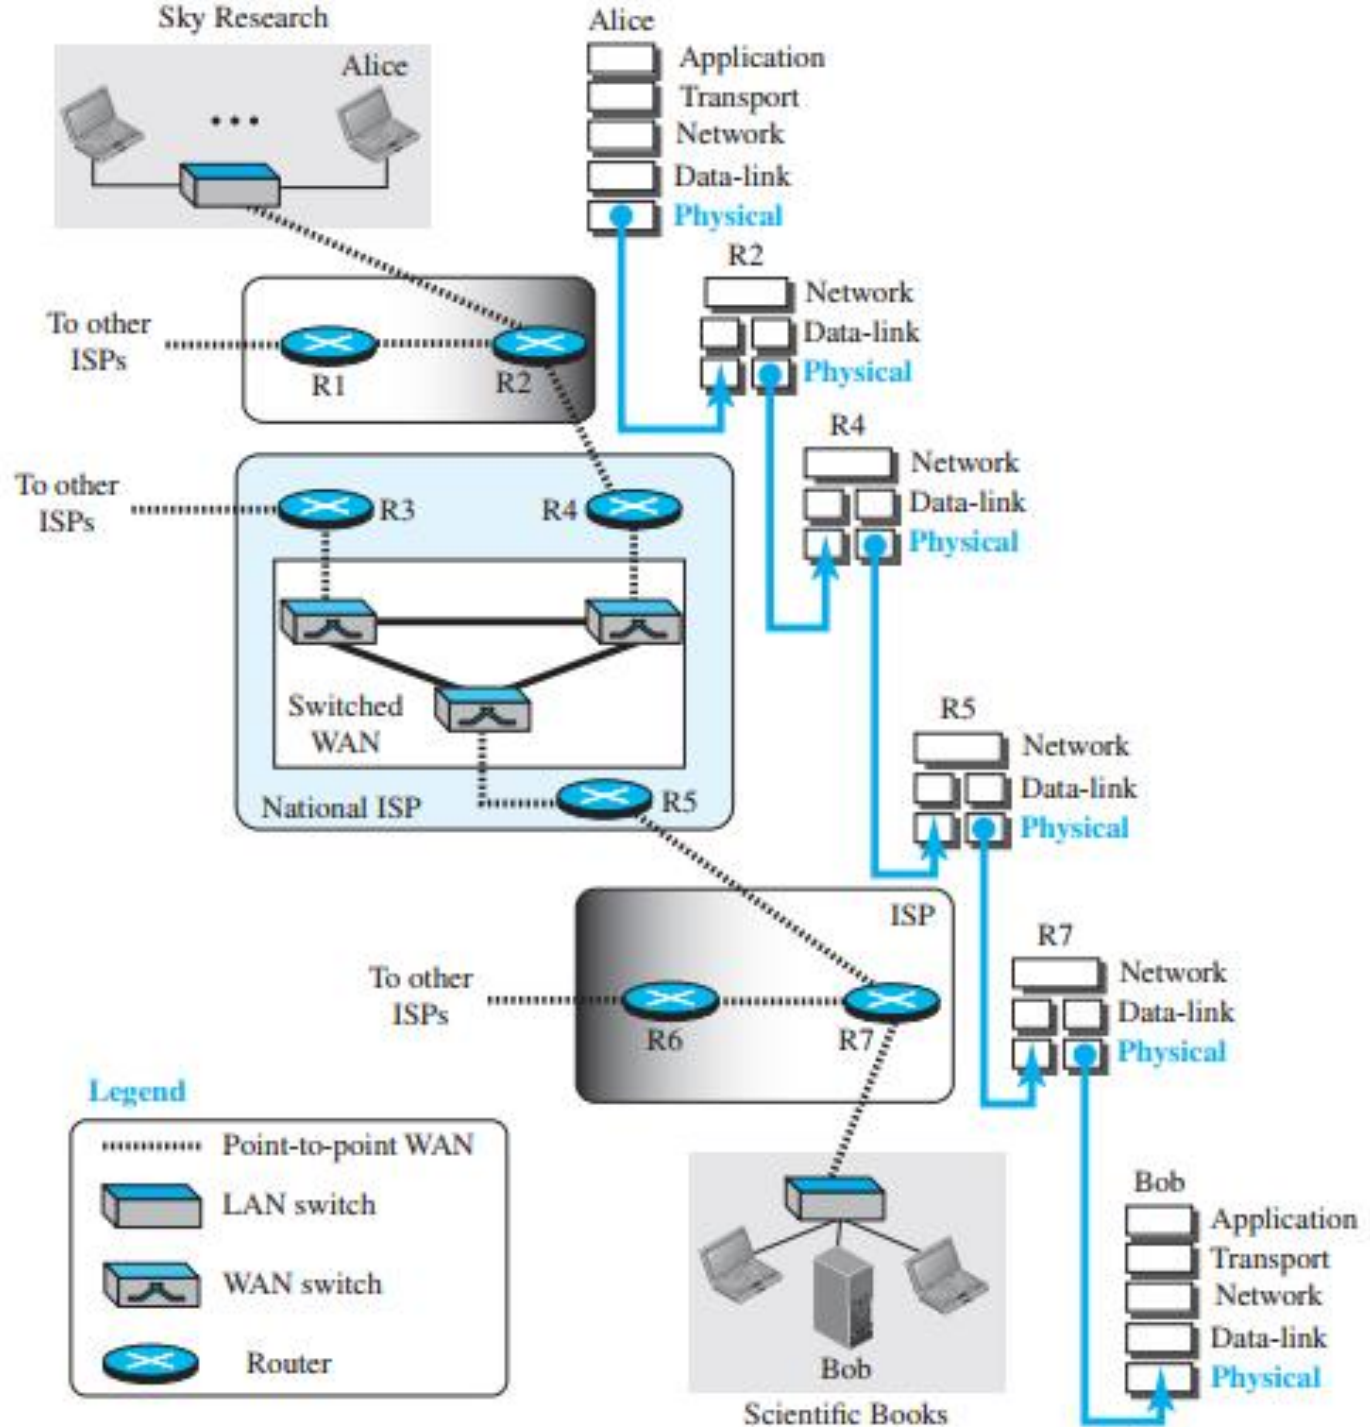 Sky Research
Alice
Alice
Application
Transport
Network
Data-link
Physical
R2
Network
Data-link
Physical
To other
ISPs
R1
R2
R4
Network
Data-link
Physical
To other
ISPs
R3
R4
Switched
WAN
National ISP
R5
R5
Network
Data-link
Physical
ISP
To other
ISPs
R6
R7
R7
Network
Data-link
Physical
Legend
Point-to-point WAN
LAN switch
WAN switch
Router
Bob
Scientific Books
Bob
Application
Transport
Network
Data-link
Physical